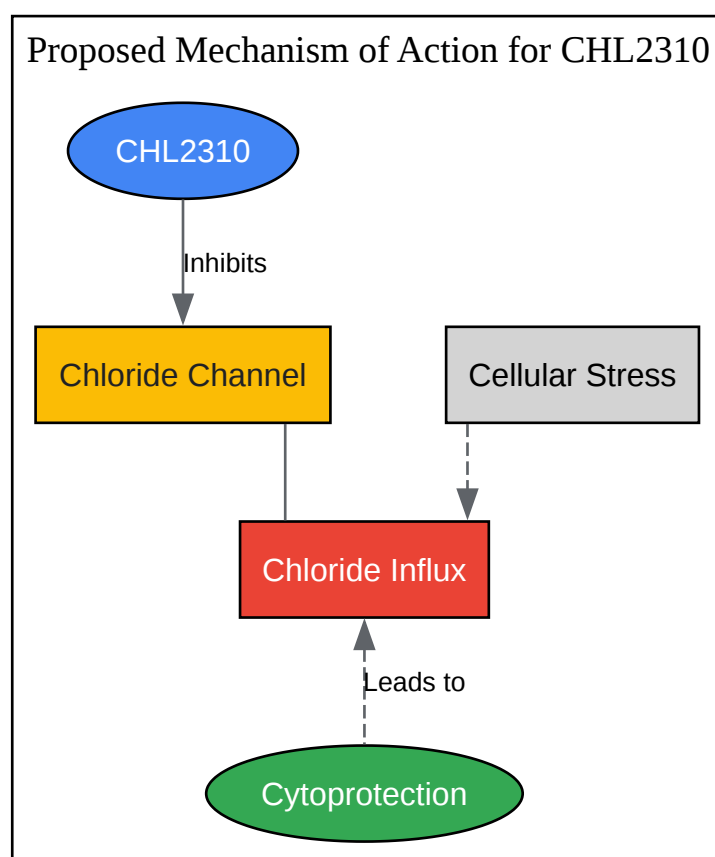 Proposed Mechanism of Action for CHL2310
CHL2310
Inhibits
Chloride Channel
Cellular Stress
Chloride Influx
Leads to
Cytoprotection